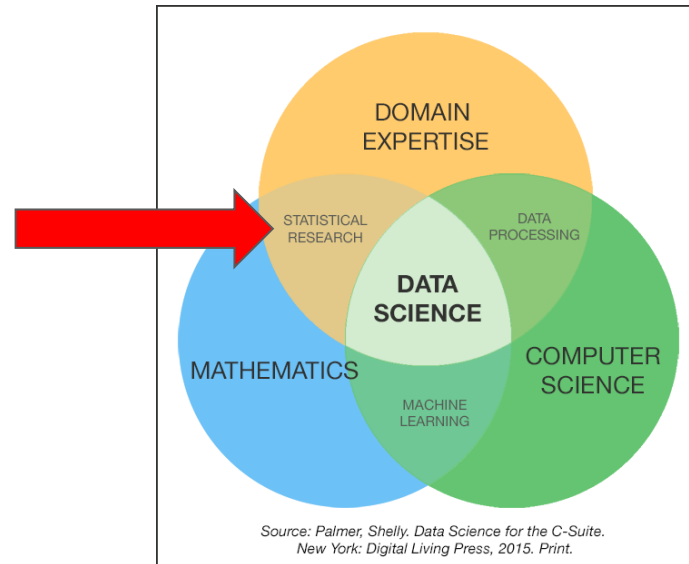 DOMAIN
EXPERTISE
STATISTICAL
RESEARCH
DATA
PROCESSING
DATA
SCIENCE
MATHEMATICS
COMPUTER
SCIENCE
MACHINE
LEARNING
Source: Palmer, Shelly. Data Science for the C-Suite.
New York: Digital Living Press, 2015. Print.